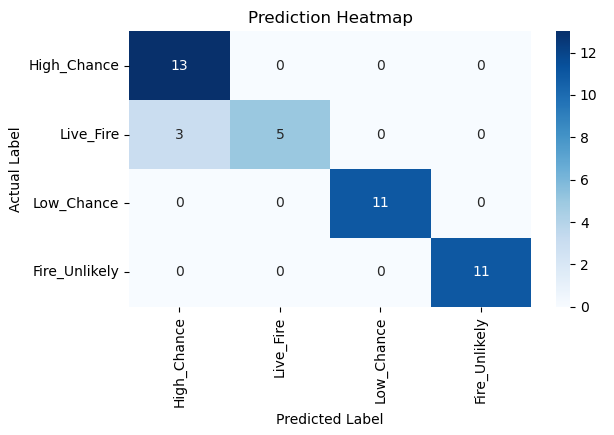 Prediction Heatmap
Actual Label
High_Chance 13 0 0 0
Live_Fire 3 5 0 0
Low_Chance 0 0 11 0
Fire_Unlikely 0 0 0 11
High_Chance Live_Fire Low_Chance Fire_Unlikely
Predicted Label
12
10
8
6
4
2
0